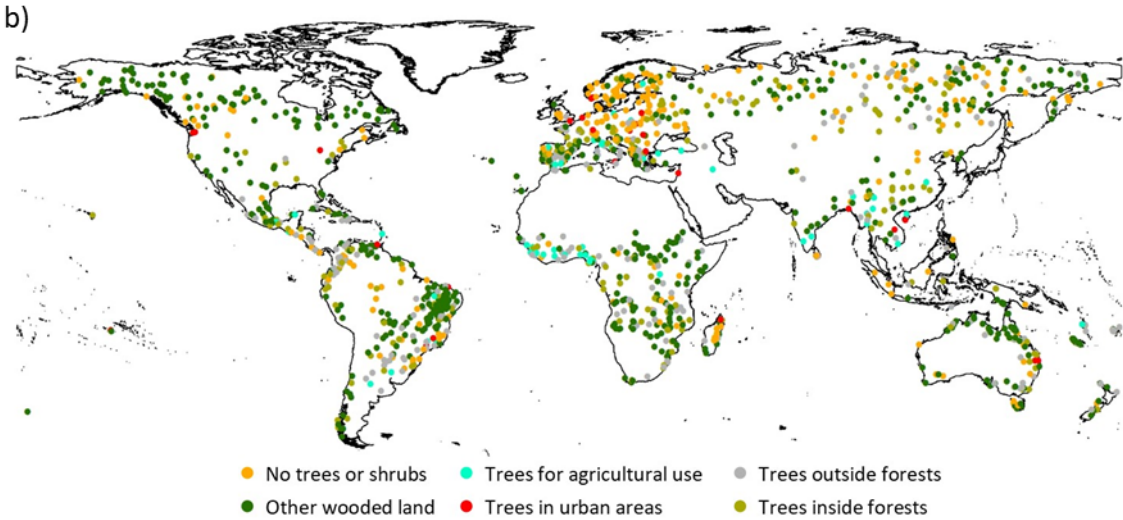 b)
No trees or shrubs
Trees for agricultural use
Trees outside forests
Other wooded land
Trees in urban areas
Trees inside forests